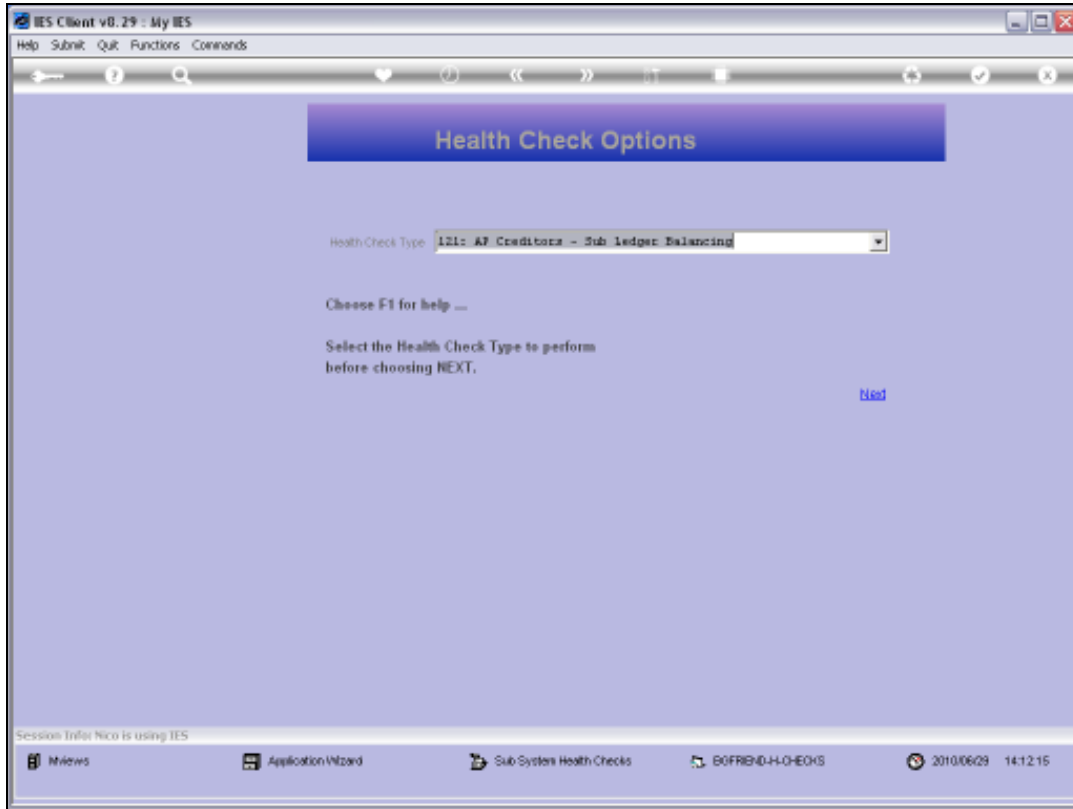 IES Client v8.29 : My IES
Help Submit Quit Functions Commands
Health Check Options
Health Check Type 121: AP Creditors - Sub ledger Balancing
Choose F1 for help ...
Select the Health Check Type to perform
before choosing NEXT.
Next
Session Info: Nico is using IES
Mviews Application Wizard Sub System Health Checks BGFRIEND-H-CHECKS 2010/06/29 14:12:15